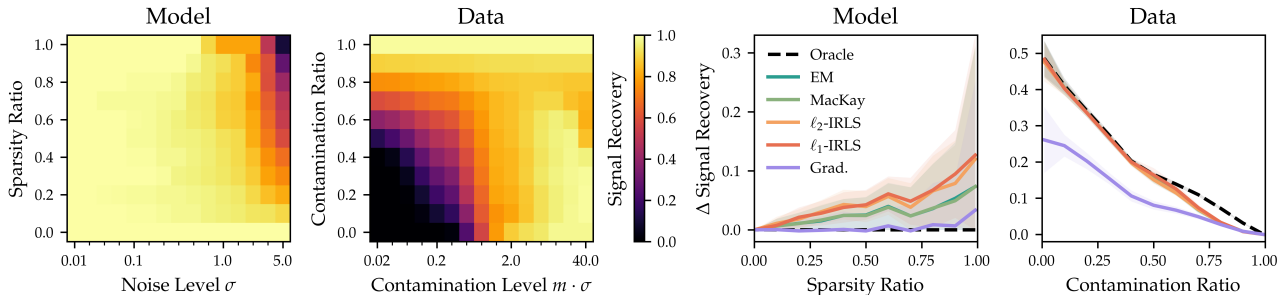 Model
Sparsity Ratio
1.0
0.8
0.6
0.4
0.2
0.0
0.01
0.1
1.0
5.0
Noise Level σ
Data
Contamination Ratio
1.0
0.8
0.6
0.4
0.2
0.0
0.02
0.2
2.0
40.0
Contamination Level m · σ
Signal Recovery
1.0
0.8
0.6
0.4
0.2
0.0
Model
Δ Signal Recovery
0.3
0.2
0.1
0.0
Oracle
EM
MacKay
ℓ2-IRLS
ℓ1-IRLS
Grad.
0.00
0.25
0.50
0.75
1.00
Sparsity Ratio
Data
0.5
0.4
0.3
0.2
0.1
0.0
0.00
0.25
0.50
0.75
1.00
Contamination Ratio